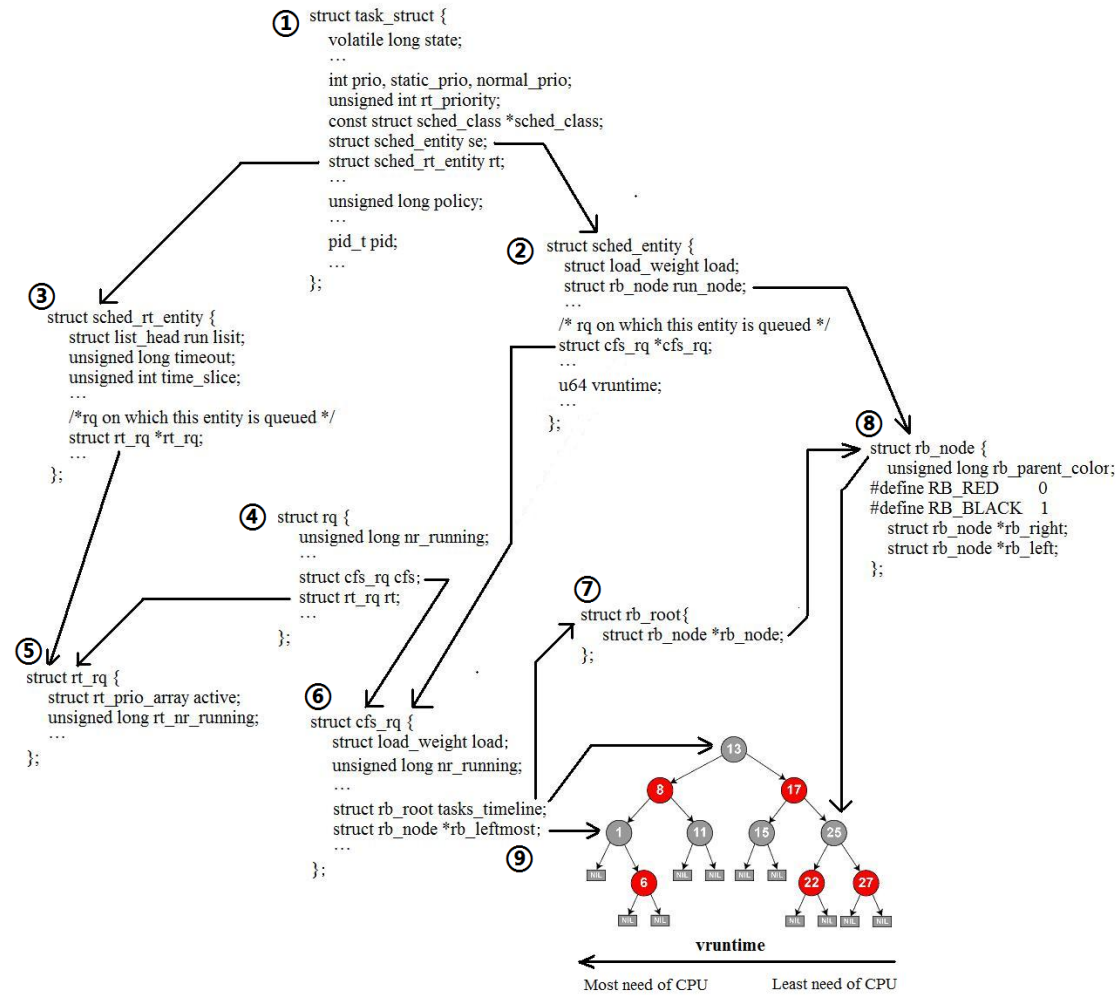 ①
struct task_struct {
volatile long state;
...
int prio, static_prio, normal_prio;
unsigned int rt_priority;
const struct sched_class *sched_class;
struct sched_entity se;
struct sched_rt_entity rt;
...
unsigned long policy;
...
pid_t pid;
...
};
②
struct sched_entity {
struct load_weight load;
struct rb_node run_node;
...
/* rq on which this entity is queued */
struct cfs_rq *cfs_rq;
...
u64 vruntime;
...
};
③
struct sched_rt_entity {
struct list_head run lisit;
unsigned long timeout;
unsigned int time_slice;
...
/*rq on which this entity is queued */
struct rt_rq *rt_rq;
...
};
④
struct rq {
unsigned long nr_running;
...
struct cfs_rq cfs;
struct rt_rq rt;
...
};
⑤
struct rt_rq {
struct rt_prio_array active;
unsigned long rt_nr_running;
...
};
⑥
struct cfs_rq {
struct load_weight load;
unsigned long nr_running;
...
struct rb_root tasks_timeline;
struct rb_node *rb_leftmost;
...
};
⑦
struct rb_root{
struct rb_node *rb_node;
};
⑧
struct rb_node {
unsigned long rb_parent_color;
#define RB_RED 0
#define RB_BLACK 1
struct rb_node *rb_right;
struct rb_node *rb_left;
};
⑨
13
8 17
1 11 15 25
NIL NIL NIL NIL NIL
6 22 27
NIL NIL NIL NIL NIL NIL
vruntime
Most need of CPU Least need of CPU